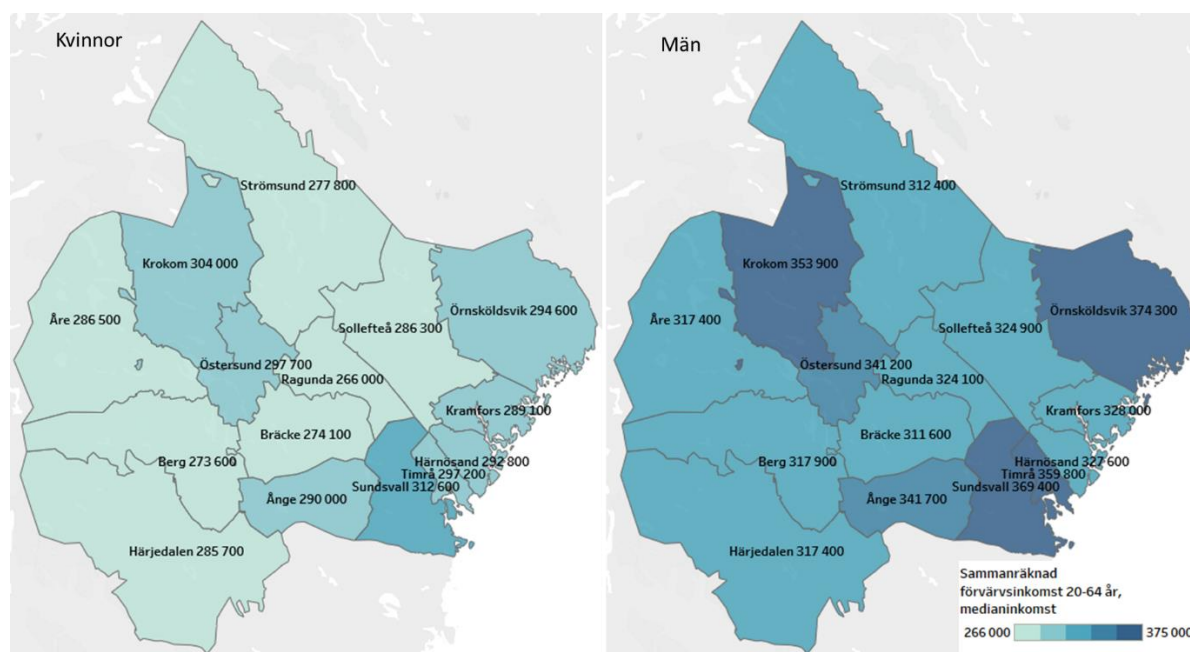 Kvinnor
Strömsund 277 800
Krokom 304 000
Örnsköldsvik 294 600
Åre 286 500
Sollefteå 286 300
Östersund 297 700
Ragunda 266 000
Kramfors 289 100
Bräcke 274 100
Berg 273 600
Härnösand 292 800
Timrå 297 200
Sundsvall 312 600
Ånge 290 000
Härjedalen 285 700
Män
Strömsund 312 400
Krokom 353 900
Örnsköldsvik 374 300
Åre 317 400
Sollefteå 324 900
Östersund 341 200
Ragunda 324 100
Kramfors 328 000
Bräcke 311 600
Berg 317 900
Härnösand 327 600
Timrå 359 800
Sundsvall 369 400
Ånge 341 700
Härjedalen 317 400
Sammanräknad
förvärvsinkomst 20-64 år,
medianinkomst
266 000 375 000